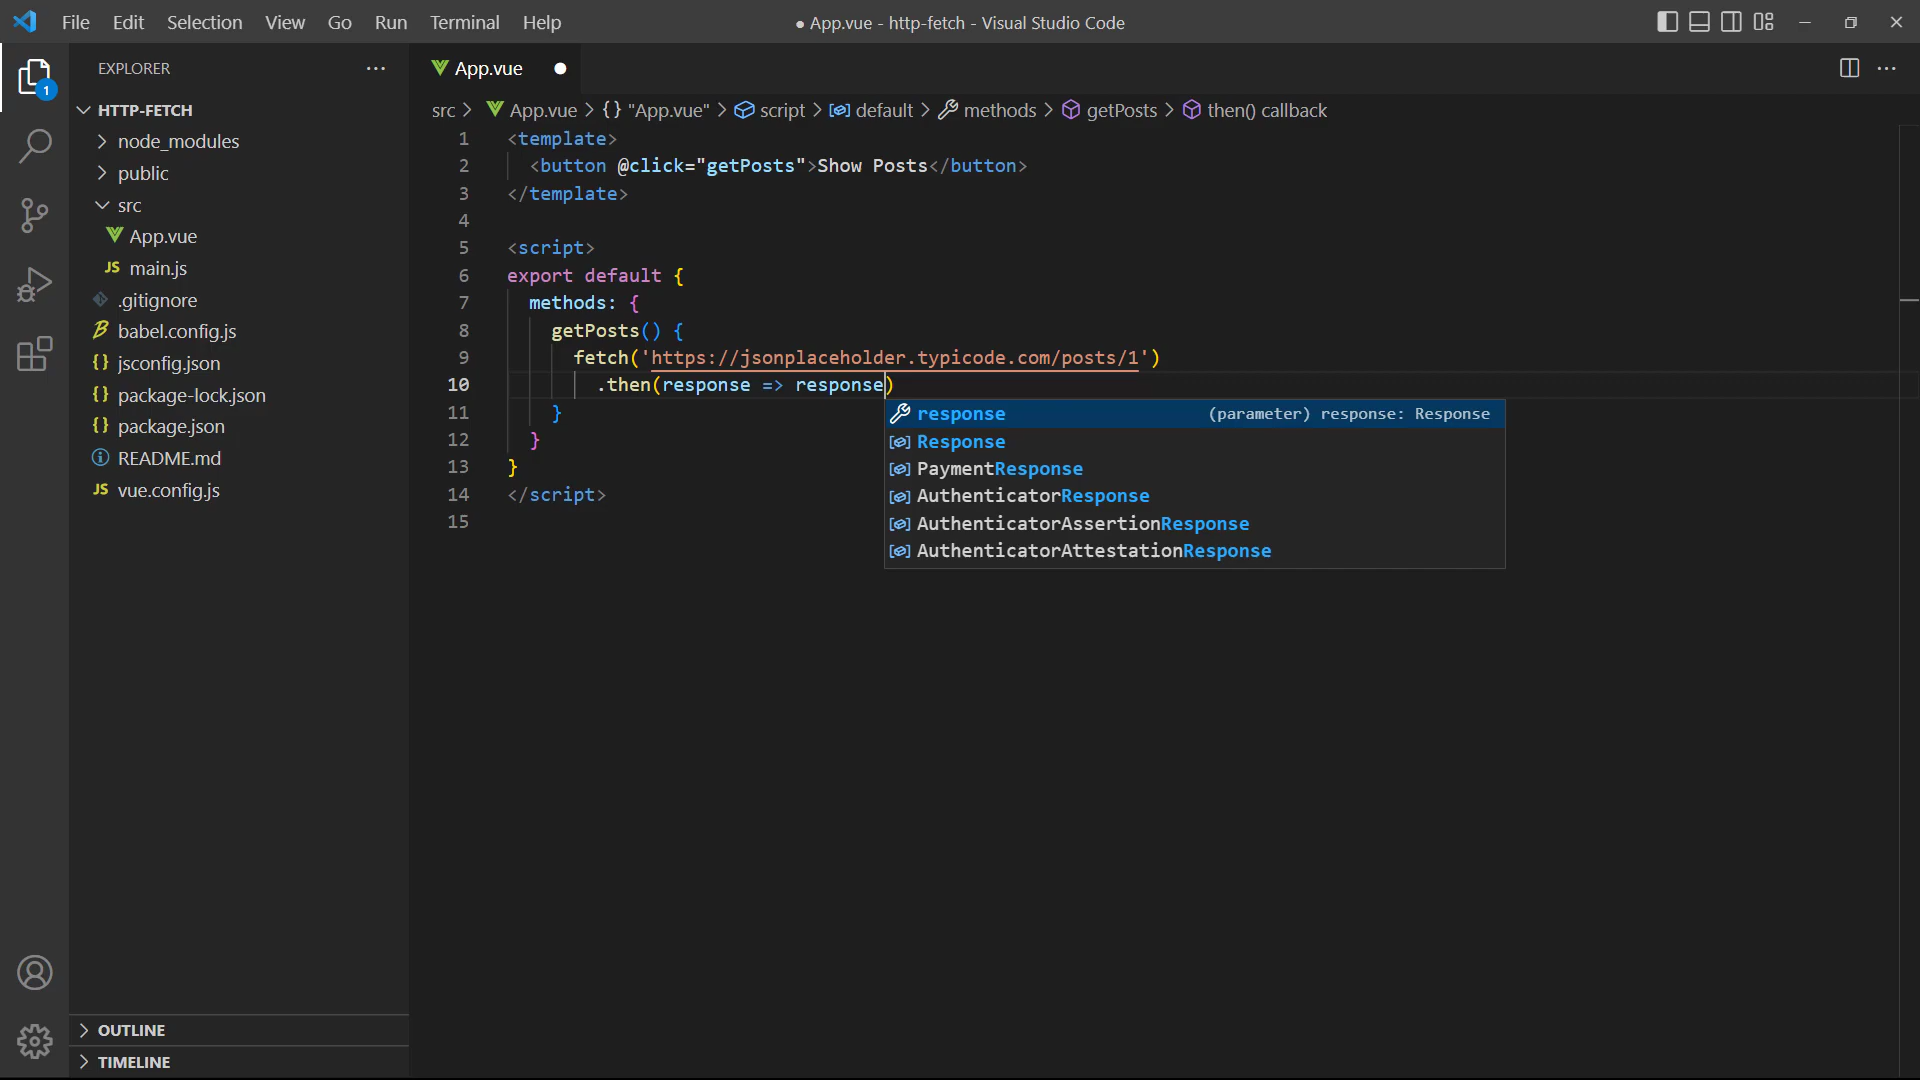 File Edit Selection View Go Run Terminal Help
● App.vue - http-fetch - Visual Studio Code
1
EXPLORER
HTTP-FETCH
node_modules
public
src
App.vue
JS main.js
.gitignore
babel.config.js
{} jsconfig.json
{} package-lock.json
{} package.json
README.md
JS vue.config.js
OUTLINE
TIMELINE
App.vue ●
src > App.vue > {} "App.vue" > script > default > methods > getPosts > then() callback
1 <template>
2 <button @click="getPosts">Show Posts</button>
3 </template>
4
5 <script>
6 export default {
7 methods: {
8 getPosts() {
9 fetch('https://jsonplaceholder.typicode.com/posts/1')
10 .then(response => response)
11 }
12 }
13 }
14 </script>
15
response (parameter) response: Response
Response
PaymentResponse
AuthenticatorResponse
AuthenticatorAssertionResponse
AuthenticatorAttestationResponse